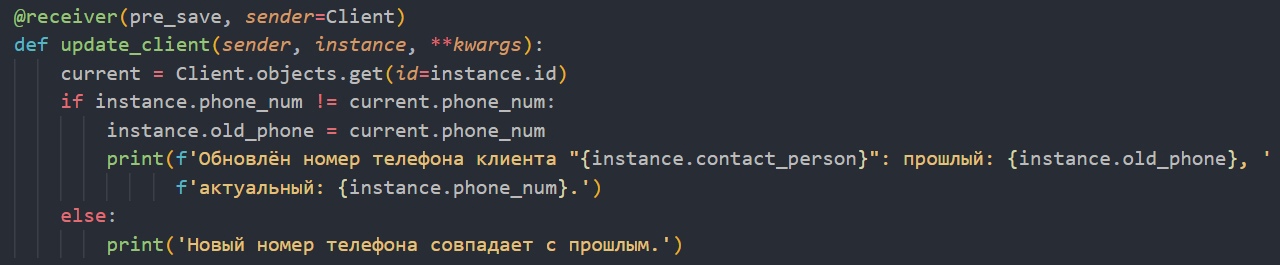 @receiver(pre_save, sender=Client)
def update_client(sender, instance, **kwargs):
    current = Client.objects.get(id=instance.id)
    if instance.phone_num != current.phone_num:
        instance.old_phone = current.phone_num
        print(f'Обновлён номер телефона клиента "{instance.contact_person}": прошлый: {instance.old_phone}, '
              f'актуальный: {instance.phone_num}.')
    else:
        print('Новый номер телефона совпадает с прошлым.')